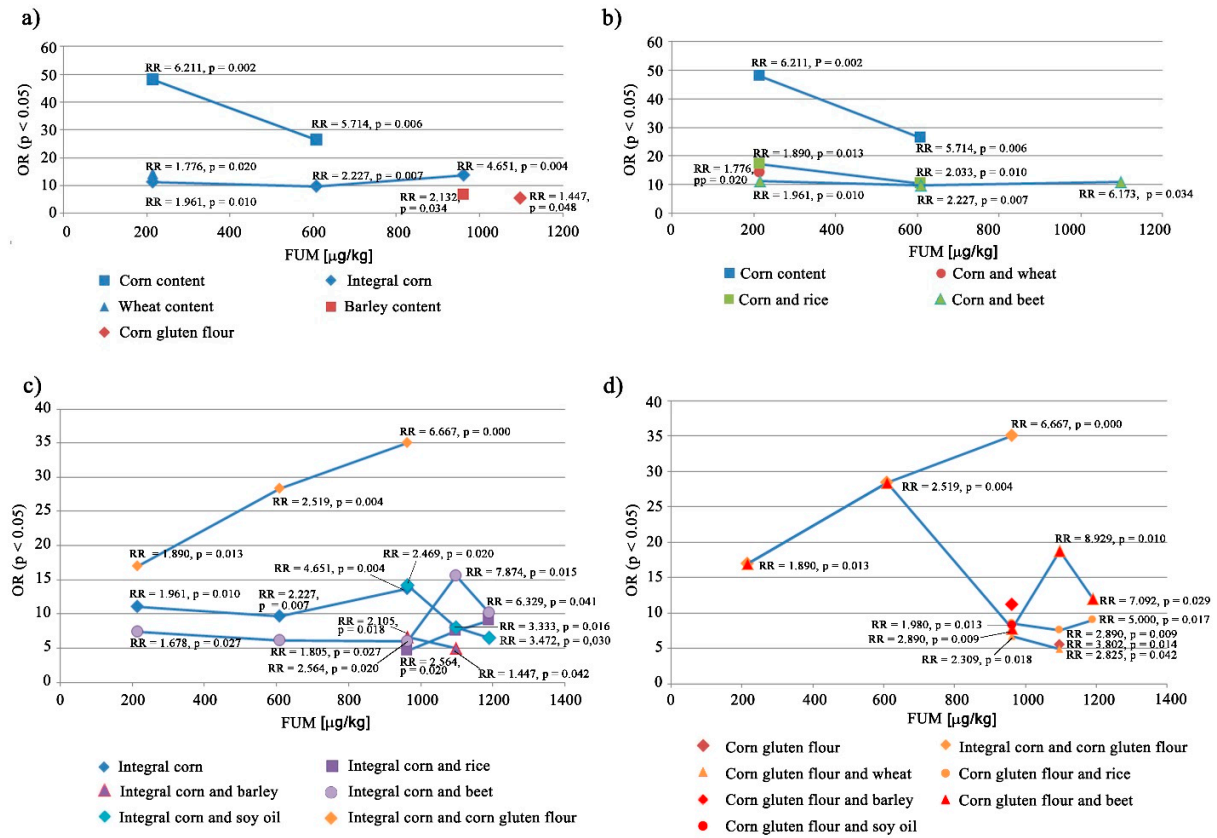 a)
60
50
40
30
20
10
0
OR (p < 0.05)
RR = 6.211, p = 0.002
RR = 5.714, p = 0.006
RR = 1.776, p = 0.020
RR = 1.961, p = 0.010
RR = 2.227, p = 0.007
RR = 4.651, p = 0.004
RR = 2.132,
p = 0.034
RR = 1.447,
p = 0.048
0 200 400 600 800 1000 1200
FUM [µg/kg]
Corn content
Integral corn
Wheat content
Barley content
Corn gluten flour
b)
60
50
40
30
20
10
0
OR (p < 0.05)
RR = 6.211, P = 0.002
RR = 5.714, p = 0.006
RR = 1.890, p = 0.013
RR = 1.776,
pp = 0.020
RR = 2.033, p = 0.010
RR = 1.961, p = 0.010
RR = 2.227, p = 0.007
RR = 6.173, p = 0.034
0 200 400 600 800 1000 1200
FUM [µg/kg]
Corn content
Corn and wheat
Corn and rice
Corn and beet
c)
40
35
30
25
20
15
10
5
0
OR (p < 0.05)
RR = 6.667, p = 0.000
RR = 2.519, p = 0.004
RR = 1.890, p = 0.013
RR = 2.469, p = 0.020
RR = 4.651, p = 0.004
RR = 7.874, p = 0.015
RR = 1.961, p = 0.010
RR = 2.227,
p = 0.007
RR = 6.329, p = 0.041
RR = 2.105,
p = 0.018
RR = 3.333, p = 0.016
RR = 3.472, p = 0.030
RR = 1.678, p = 0.027
RR = 1.805, p = 0.027
RR = 2.564, p = 0.020
RR = 2.564,
p = 0.020
RR = 1.447, p = 0.042
0 200 400 600 800 1000 1200 1400
FUM [µg/kg]
Integral corn
Integral corn and rice
Integral corn and barley
Integral corn and beet
Integral corn and soy oil
Integral corn and corn gluten flour
d)
40
35
30
25
20
15
10
5
0
OR (p < 0.05)
RR = 6.667, p = 0.000
RR = 2.519, p = 0.004
RR = 8.929, p = 0.010
RR = 1.890, p = 0.013
RR = 7.092, p = 0.029
RR = 1.980, p = 0.013
RR = 5.000, p = 0.017
RR = 2.890, p = 0.009
RR = 2.890, p = 0.009
RR = 3.802, p = 0.014
RR = 2.309, p = 0.018
RR = 2.825, p = 0.042
0 200 400 600 800 1000 1200 1400
FUM [µg/kg]
Corn gluten flour
Integral corn and corn gluten flour
Corn gluten flour and wheat
Corn gluten flour and rice
Corn gluten flour and barley
Corn gluten flour and beet
Corn gluten flour and soy oil